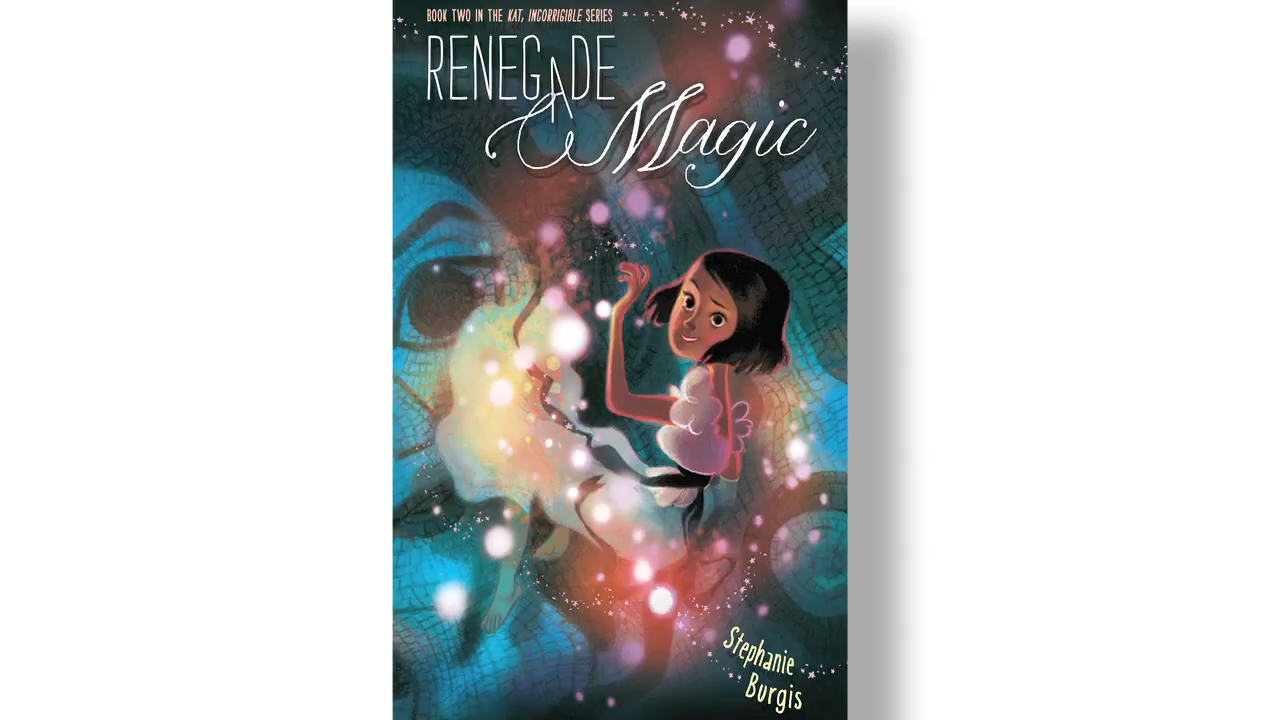 BOOK TWO IN THE KAT, INCORRIGIBLE SERIES
RENEGADE
Magic
Stephanie
Burgis